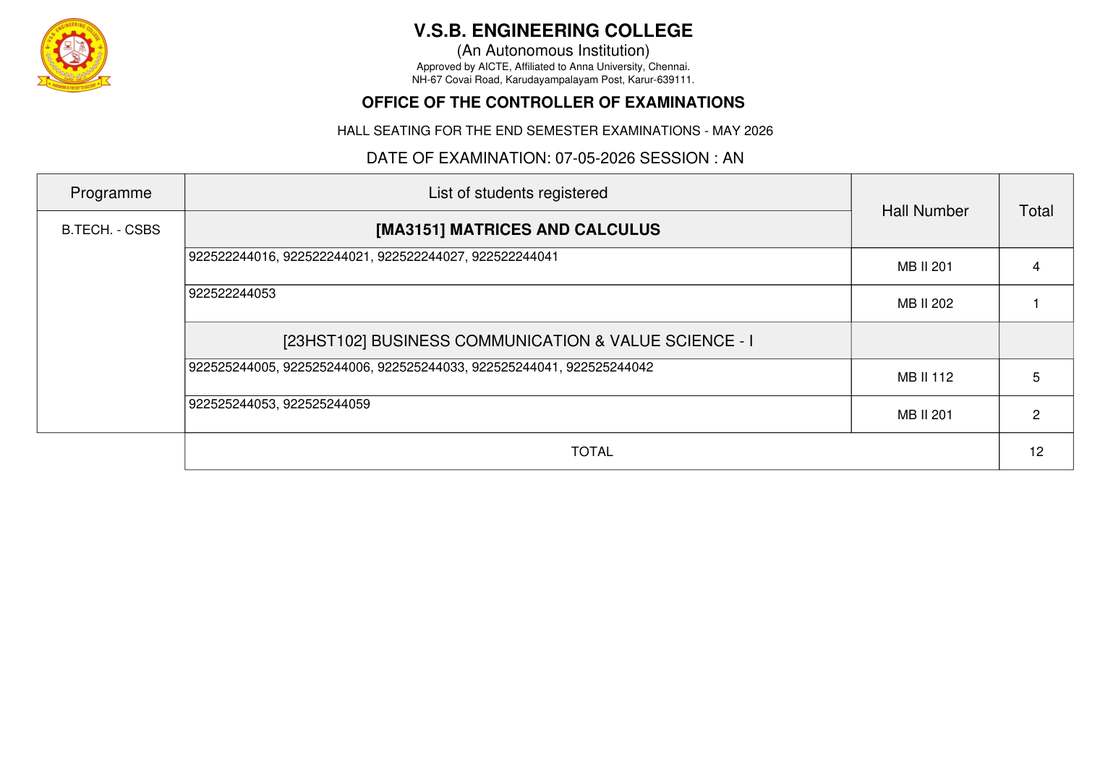 V.S.B. ENGINEERING COLLEGE
(An Autonomous Institution)
Approved by AICTE, Affiliated to Anna University, Chennai.
NH-67 Covai Road, Karudayampalayam Post, Karur-639111.
OFFICE OF THE CONTROLLER OF EXAMINATIONS
HALL SEATING FOR THE END SEMESTER EXAMINATIONS - MAY 2026
DATE OF EXAMINATION: 07-05-2026 SESSION : AN
Programme List of students registered Hall Number Total
B.TECH. - CSBS [MA3151] MATRICES AND CALCULUS
922522244016, 922522244021, 922522244027, 922522244041 MB II 201 4
922522244053 MB II 202 1
[23HST102] BUSINESS COMMUNICATION & VALUE SCIENCE - I
922525244005, 922525244006, 922525244033, 922525244041, 922525244042 MB II 112 5
922525244053, 922525244059 MB II 201 2
TOTAL 12